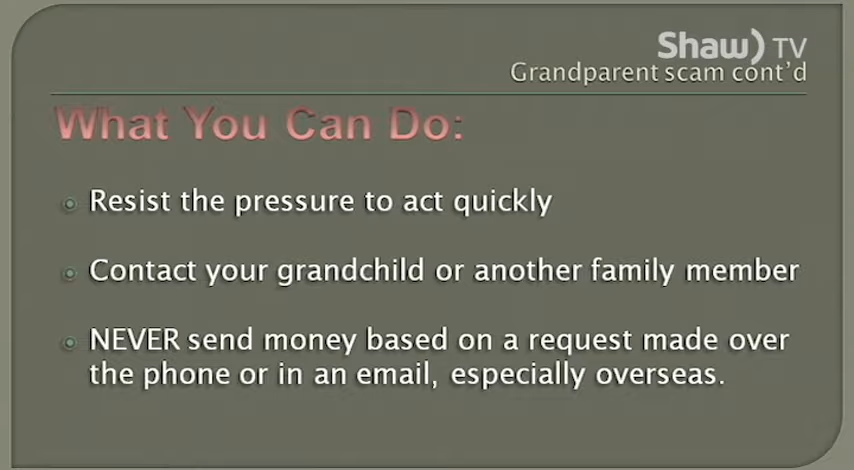 Shaw) TV
Grandparent scam cont'd
What You Can Do:
Resist the pressure to act quickly
Contact your grandchild or another family member
NEVER send money based on a request made over
the phone or in an email, especially overseas.